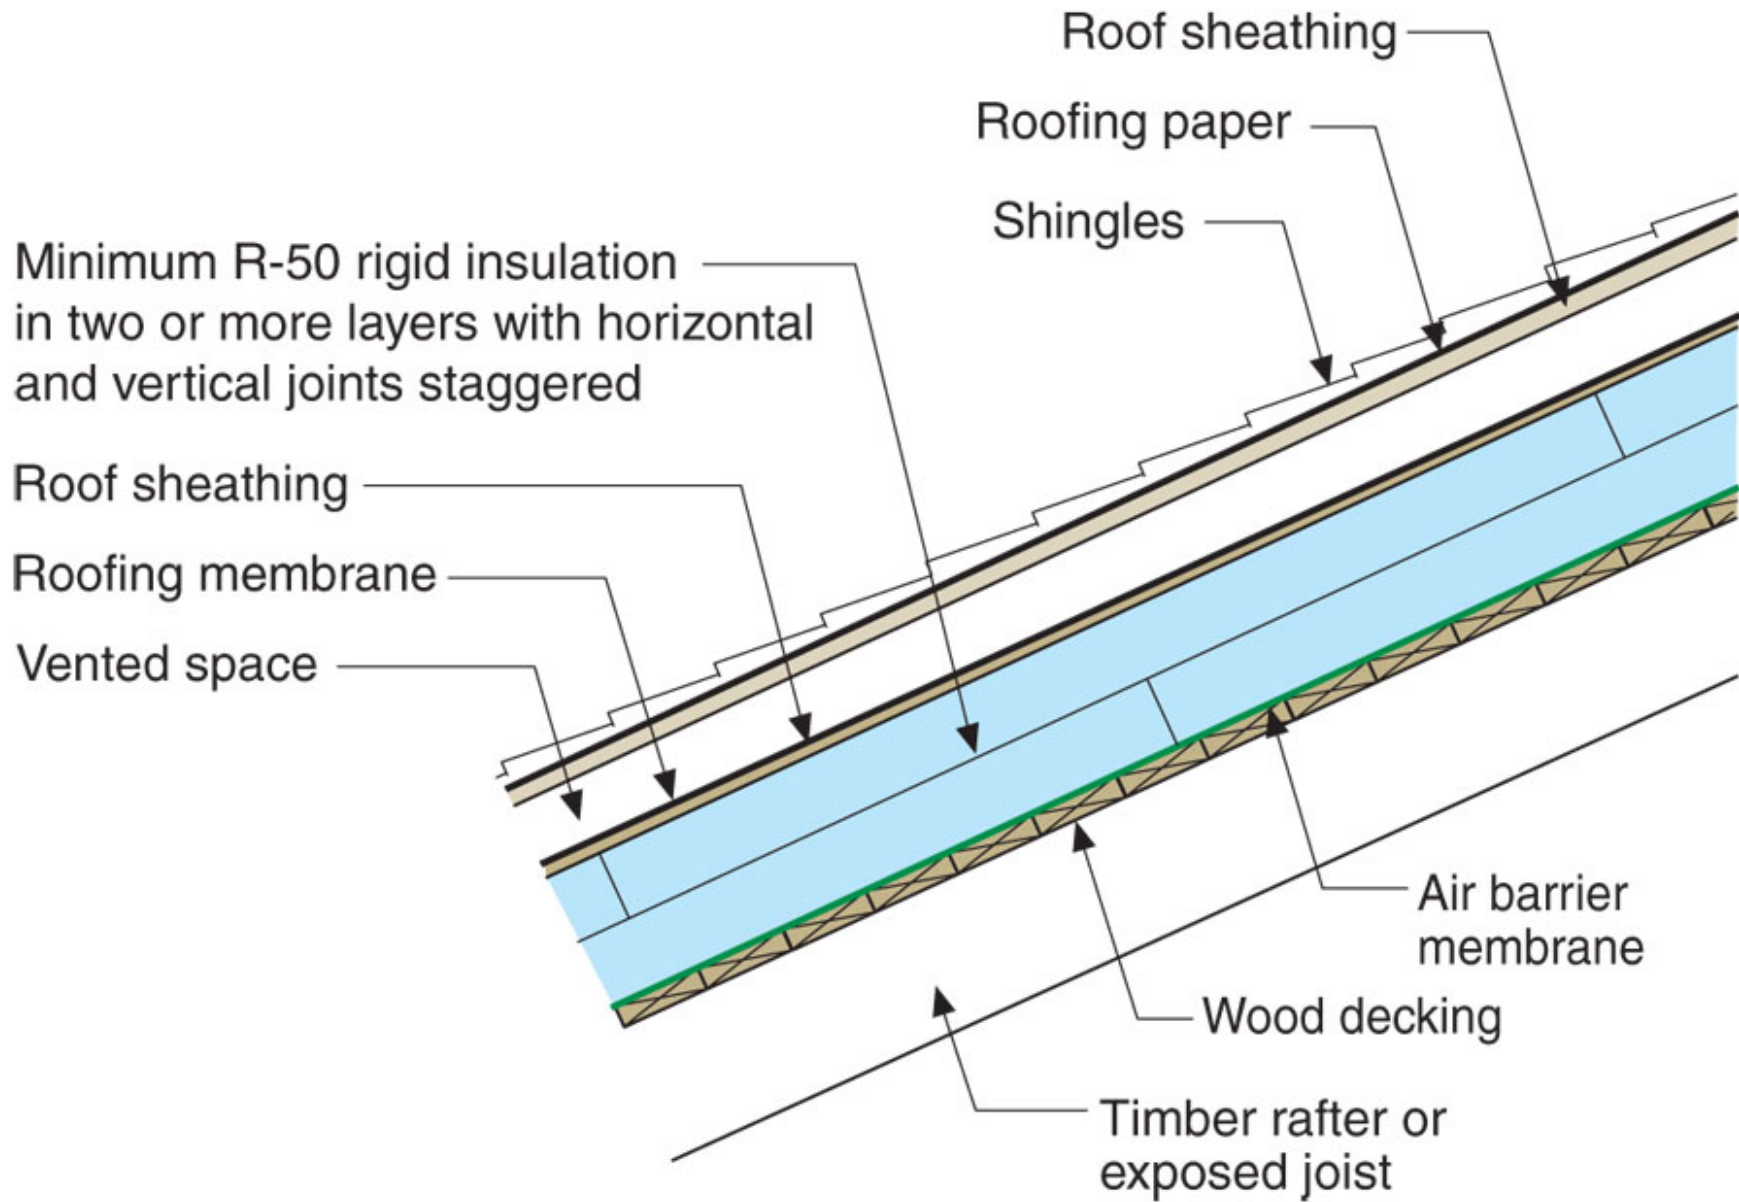 Roof sheathing
Roofing paper
Shingles
Minimum R-50 rigid insulation
in two or more layers with horizontal
and vertical joints staggered
Roof sheathing
Roofing membrane
Vented space
Air barrier
membrane
Wood decking
Timber rafter or
exposed joist